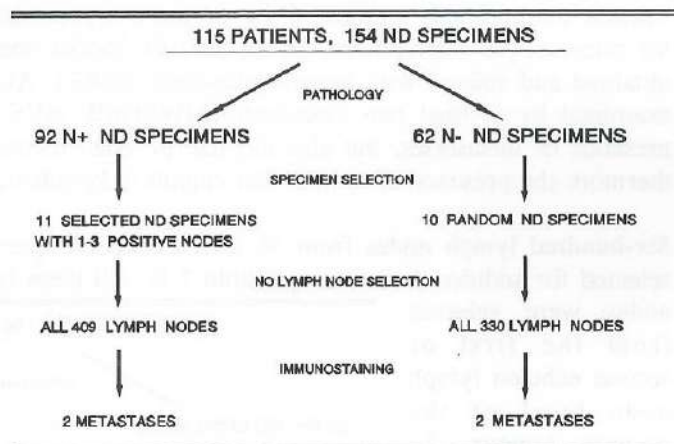 115 PATIENTS, 154 ND SPECIMENS
PATHOLOGY
92 N+ ND SPECIMENS
62 N- ND SPECIMENS
SPECIMEN SELECTION
11 SELECTED ND SPECIMENS
WITH 1-3 POSITIVE NODES
10 RANDOM ND SPECIMENS
NO LYMPH NODE SELECTION
ALL 409 LYMPH NODES
ALL 330 LYMPH NODES
IMMUNOSTAINING
2 METASTASES
2 METASTASES